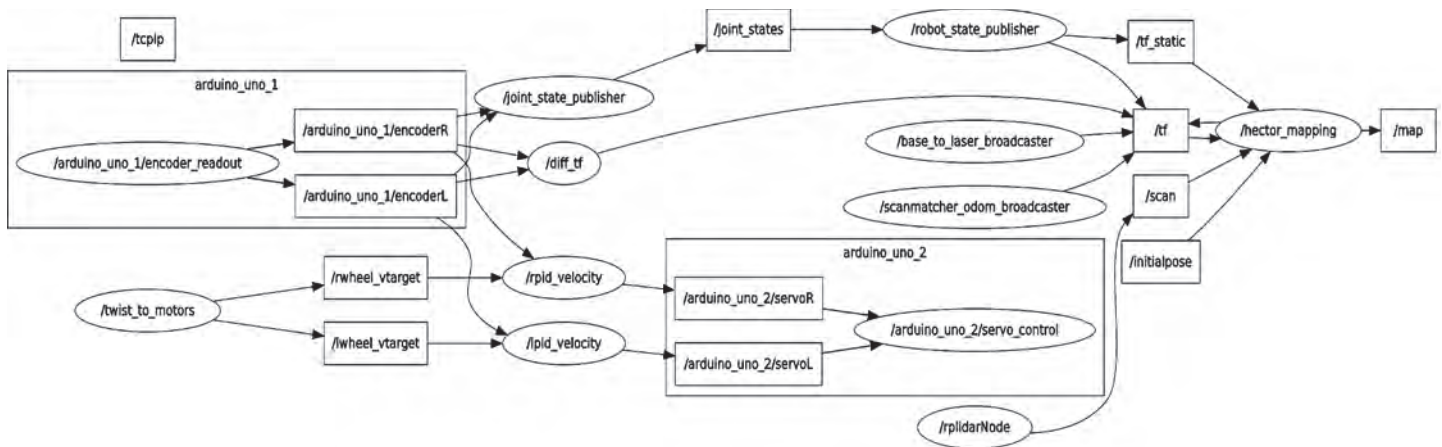 /tcpip
/joint_states
/robot_state_publisher
/tf_static
arduino_uno_1
/joint_state_publisher
/arduino_uno_1/encoderR
/arduino_uno_1/encoder_readout
/diff_tf
/base_to_laser_broadcaster
/tf
/hector_mapping
/map
/arduino_uno_1/encoderL
/scanmatcher_odom_broadcaster
/scan
arduino_uno_2
/initialpose
/rwheel_vtarget
/rpid_velocity
/arduino_uno_2/servoR
/twist_to_motors
/arduino_uno_2/servo_control
/lwheel_vtarget
/lpid_velocity
/arduino_uno_2/servoL
/rplidarNode